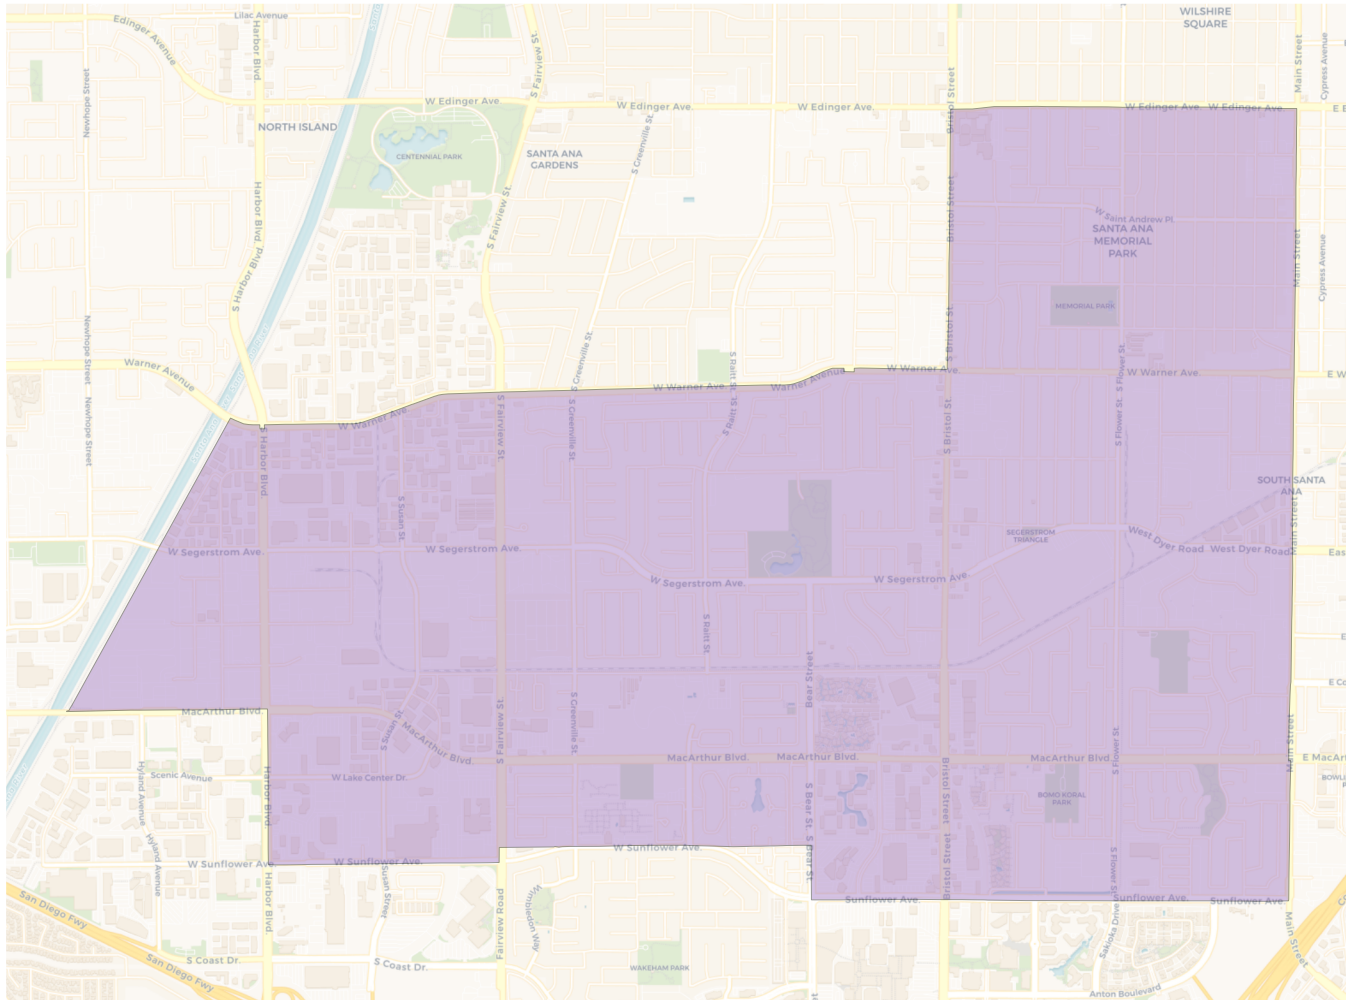 Lilac Avenue
WILSHIRE
SQUARE
Edinger Avenue
Harbor Blvd.
S Fairview St.
Main Street
Cypress Avenue
Newhope Street
W Edinger Ave.
W Edinger Ave.
W Edinger Ave.
W Edinger Ave.
W Edinger Ave.
Bristol Street
NORTH ISLAND
CENTENNIAL PARK
SANTA ANA
GARDENS
S Greenville St.
Harbor Blvd.
S Fairview St.
Bristol Street
W Saint Andrew Pl.
SANTA ANA
MEMORIAL
PARK
Main Street
Cypress Avenue
S Harbor Blvd.
MEMORIAL PARK
Newhope Street
S Greenville St.
S Bristol St.
S Raitt St.
S Flower St.
Warner Avenue
W Warner Ave.
Warner Avenue
W Warner Ave.
W Warner Ave.
E W
Newhope Street
W Warner Ave.
S Fairview St.
S Greenville St.
S Raitt St.
S Bristol St.
S Flower St.
S Harbor Blvd.
SOUTH SANTA
ANA
S Susan St.
Main Street
W Segerstrom Ave.
W Segerstrom Ave.
W Segerstrom Ave.
W Segerstrom Ave.
SEGERSTROM
TRIANGLE
West Dyer Road
West Dyer Road
Eas
S Raitt St.
Bear Street
E Co
MacArthur Blvd.
S Susan St.
MacArthur Blvd.
S Fairview St.
S Greenville St.
MacArthur Blvd.
MacArthur Blvd.
MacArthur Blvd.
S Flower St.
Main Street
E MacAr
Scenic Avenue
Hyland Avenue
Harbor Blvd.
W Lake Center Dr.
S Bear St.
Bristol Street
BOMO KORAL
PARK
BOWL
Hyland Avenue
W Sunflower Ave.
W Sunflower Ave.
W Sunflower Ave.
S Bear St.
Bristol Street
S Flower St.
Susan Street
Sunflower Ave.
Sunflower Ave.
Sunflower Ave.
San Diego Fwy
Harbor Blvd.
Fairview Road
Wimbledon Way
Sakioka Drive
Main Street
San Diego Fwy
S Coast Dr.
S Coast Dr.
WAKEHAM PARK
Anton Boulevard